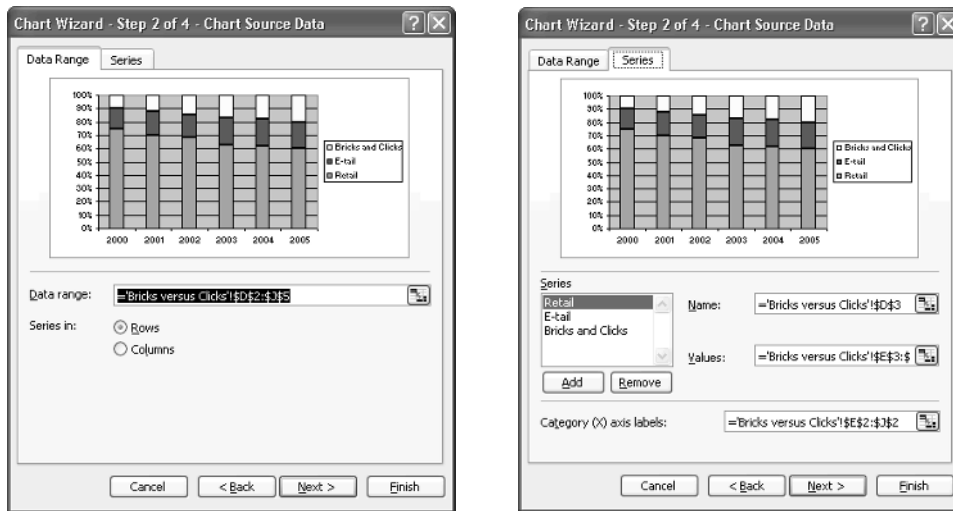 Chart Wizard - Step 2 of 4 - Chart Source Data
Data Range
Series
100%
90%
80%
70%
60%
50%
40%
30%
20%
10%
0%
2000 2001 2002 2003 2004 2005
Bricks and Clicks
E-tail
Retail
Data range:
='Bricks versus Clicks'!$D$2:$J$5
Series in:
Rows
Columns
Cancel
< Back
Next >
Finish
Chart Wizard - Step 2 of 4 - Chart Source Data
Data Range
Series
100%
90%
80%
70%
60%
50%
40%
30%
20%
10%
0%
2000 2001 2002 2003 2004 2005
Bricks and Clicks
E-tail
Retail
Series
Retail
E-tail
Bricks and Clicks
Add
Remove
Name:
='Bricks versus Clicks'!$D$3
Values:
='Bricks versus Clicks'!$E$3:$
Category (X) axis labels:
='Bricks versus Clicks'!$E$2:$J$2
Cancel
< Back
Next >
Finish